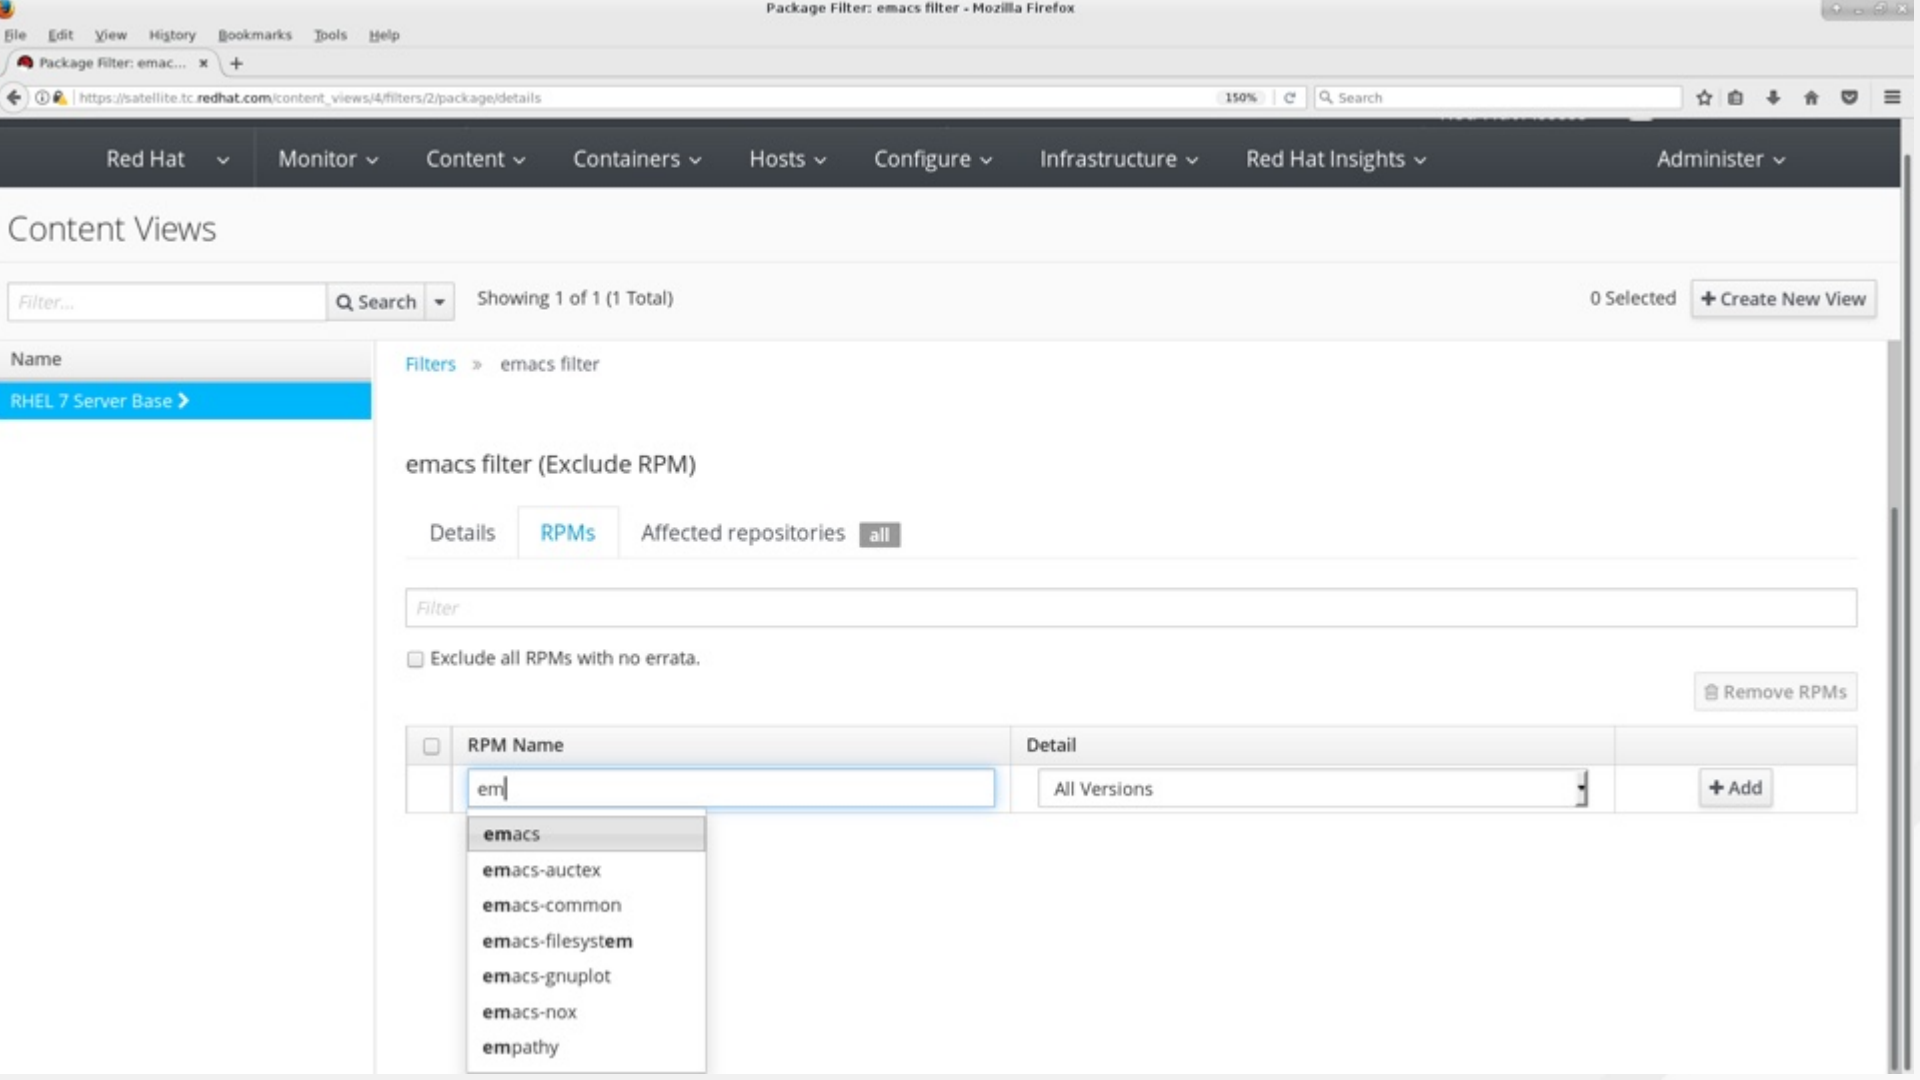 Package Filter: emacs filter - Mozilla Firefox
File Edit View History Bookmarks Tools Help
Package Filter: emac... × +
https://satellite.tc.redhat.com/content_views/4/filters/2/package/details 150% Search
Red Hat Monitor Content Containers Hosts Configure Infrastructure Red Hat Insights Administer
Content Views
Filter... Search Showing 1 of 1 (1 Total) 0 Selected + Create New View
Name
RHEL 7 Server Base
Filters » emacs filter
emacs filter (Exclude RPM)
Details RPMs Affected repositories all
Filter
Exclude all RPMs with no errata.
Remove RPMs
RPM Name Detail
em All Versions + Add
emacs
emacs-auctex
emacs-common
emacs-filesystem
emacs-gnuplot
emacs-nox
empathy